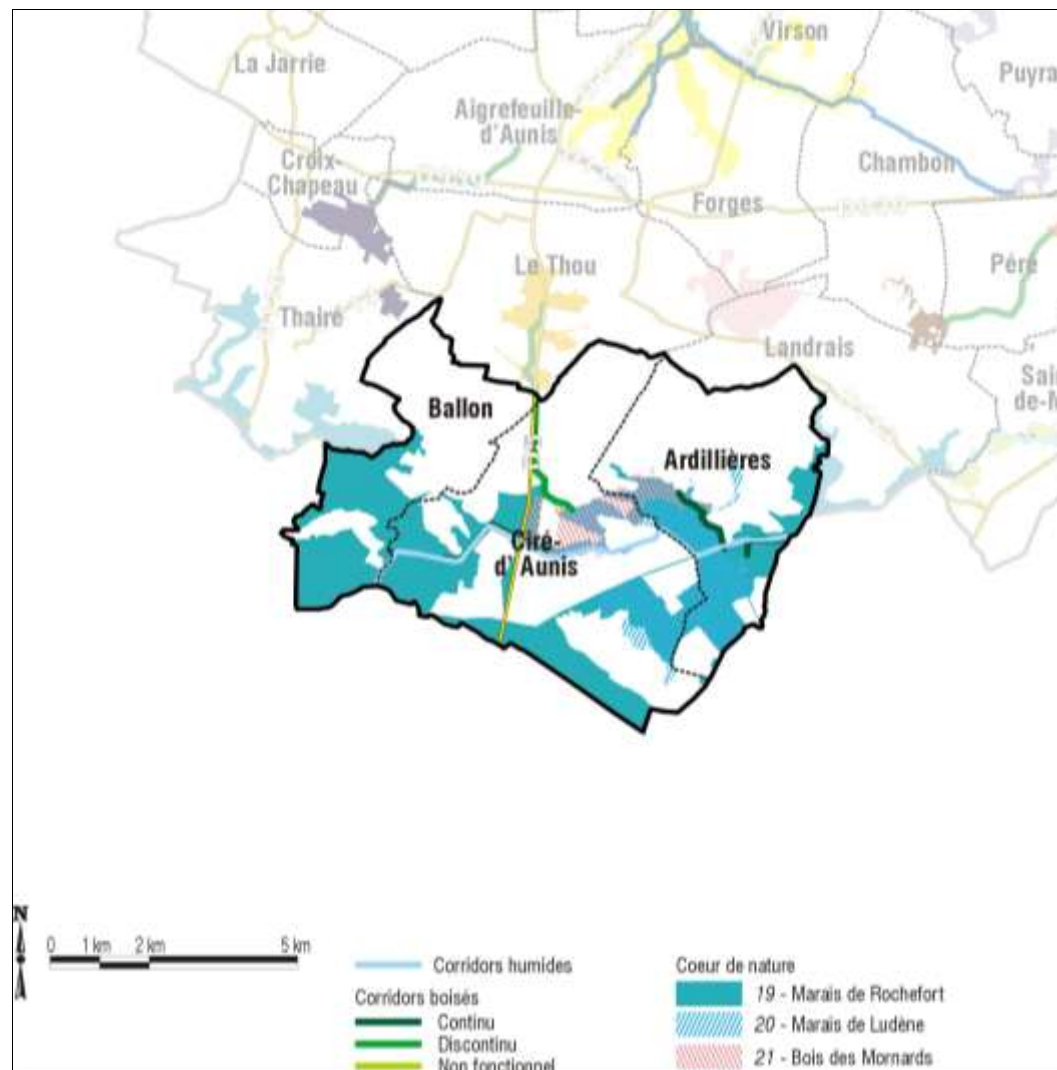 Virson
La Jarrie
Puyra
Aigrefeuille-
d'Aunis
Croix-
Chapeau
Chambon
Forges
Le Thou
Péré
Thairé
Landrais
Sain
de-N
Ballon
Ardillières
Ciré-
d'Aunis
N
0 1 km 2 km 5 km
Corridors humides
Corridors boisés
Continu
Discontinu
Non fonctionnel
Coeur de nature
19 - Marais de Rochefort
20 - Marais de Ludène
21 - Bois des Mornards